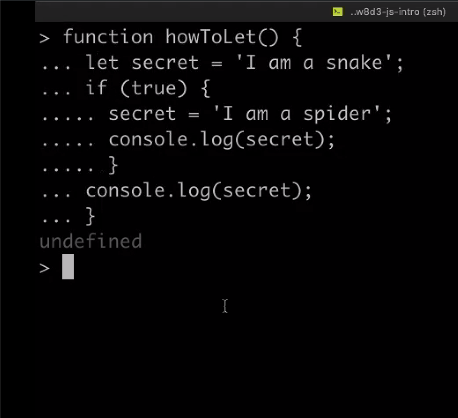 ..w8d3-js-intro (zsh)
> function howToLet() {
... let secret = 'I am a snake';
... if (true) {
..... secret = 'I am a spider';
..... console.log(secret);
..... }
... console.log(secret);
... }
undefined
>